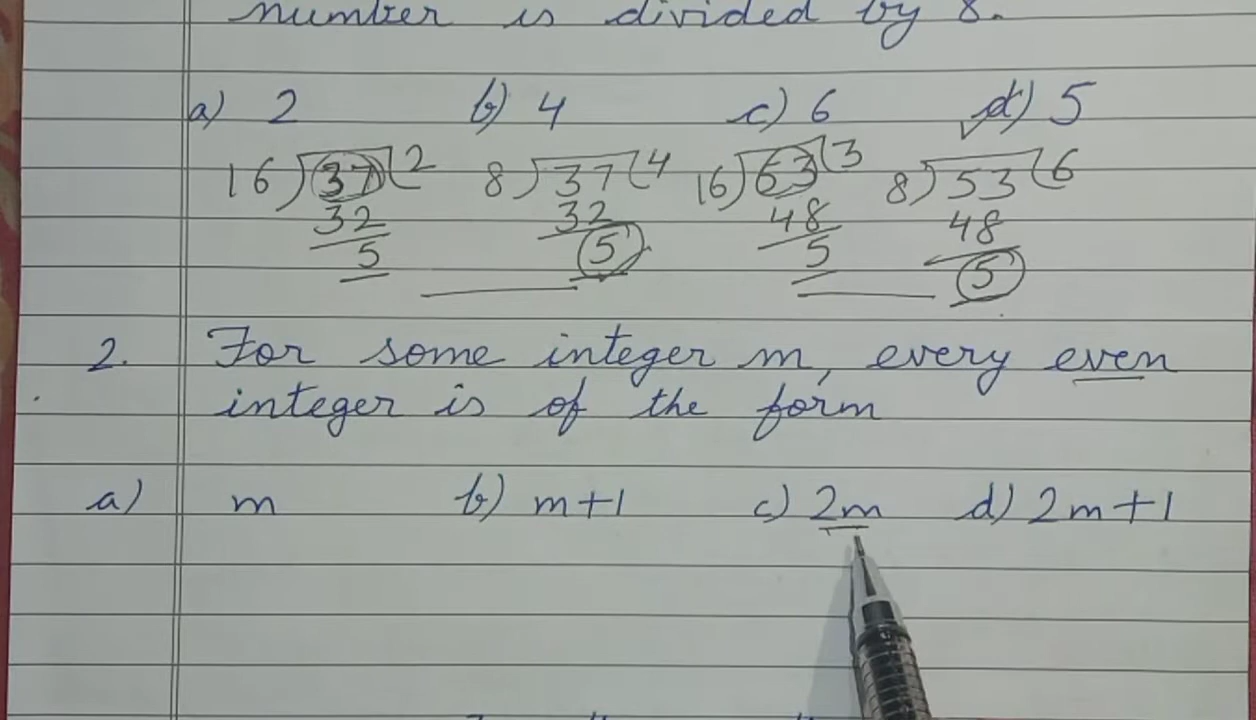 number is divided by 8.
a) 2 b) 4 c) 6 d) 5
16)37(2 8)37(4 16)63(3 8)53(6
32 32 48 48
5 5 5 5
2. For some integer m, every even
integer is of the form
a) m b) m+1 c) 2m d) 2m+1